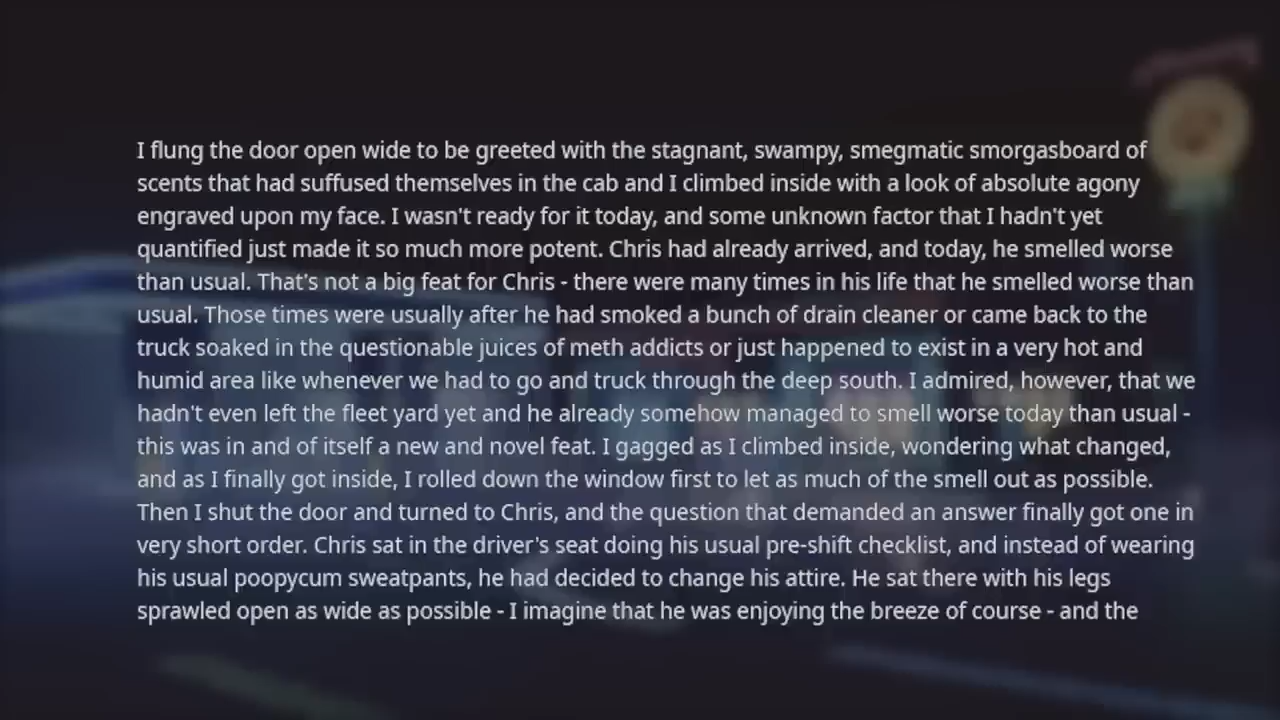 I flung the door open wide to be greeted with the stagnant, swampy, smegmatic smorgasboard of
scents that had suffused themselves in the cab and I climbed inside with a look of absolute agony
engraved upon my face. I wasn't ready for it today, and some unknown factor that I hadn't yet
quantified just made it so much more potent. Chris had already arrived, and today, he smelled worse
than usual. That's not a big feat for Chris - there were many times in his life that he smelled worse than
usual. Those times were usually after he had smoked a bunch of drain cleaner or came back to the
truck soaked in the questionable juices of meth addicts or just happened to exist in a very hot and
humid area like whenever we had to go and truck through the deep south. I admired, however, that we
hadn't even left the fleet yard yet and he already somehow managed to smell worse today than usual -
this was in and of itself a new and novel feat. I gagged as I climbed inside, wondering what changed,
and as I finally got inside, I rolled down the window first to let as much of the smell out as possible.
Then I shut the door and turned to Chris, and the question that demanded an answer finally got one in
very short order. Chris sat in the driver's seat doing his usual pre-shift checklist, and instead of wearing
his usual poopycum sweatpants, he had decided to change his attire. He sat there with his legs
sprawled open as wide as possible - I imagine that he was enjoying the breeze of course - and the